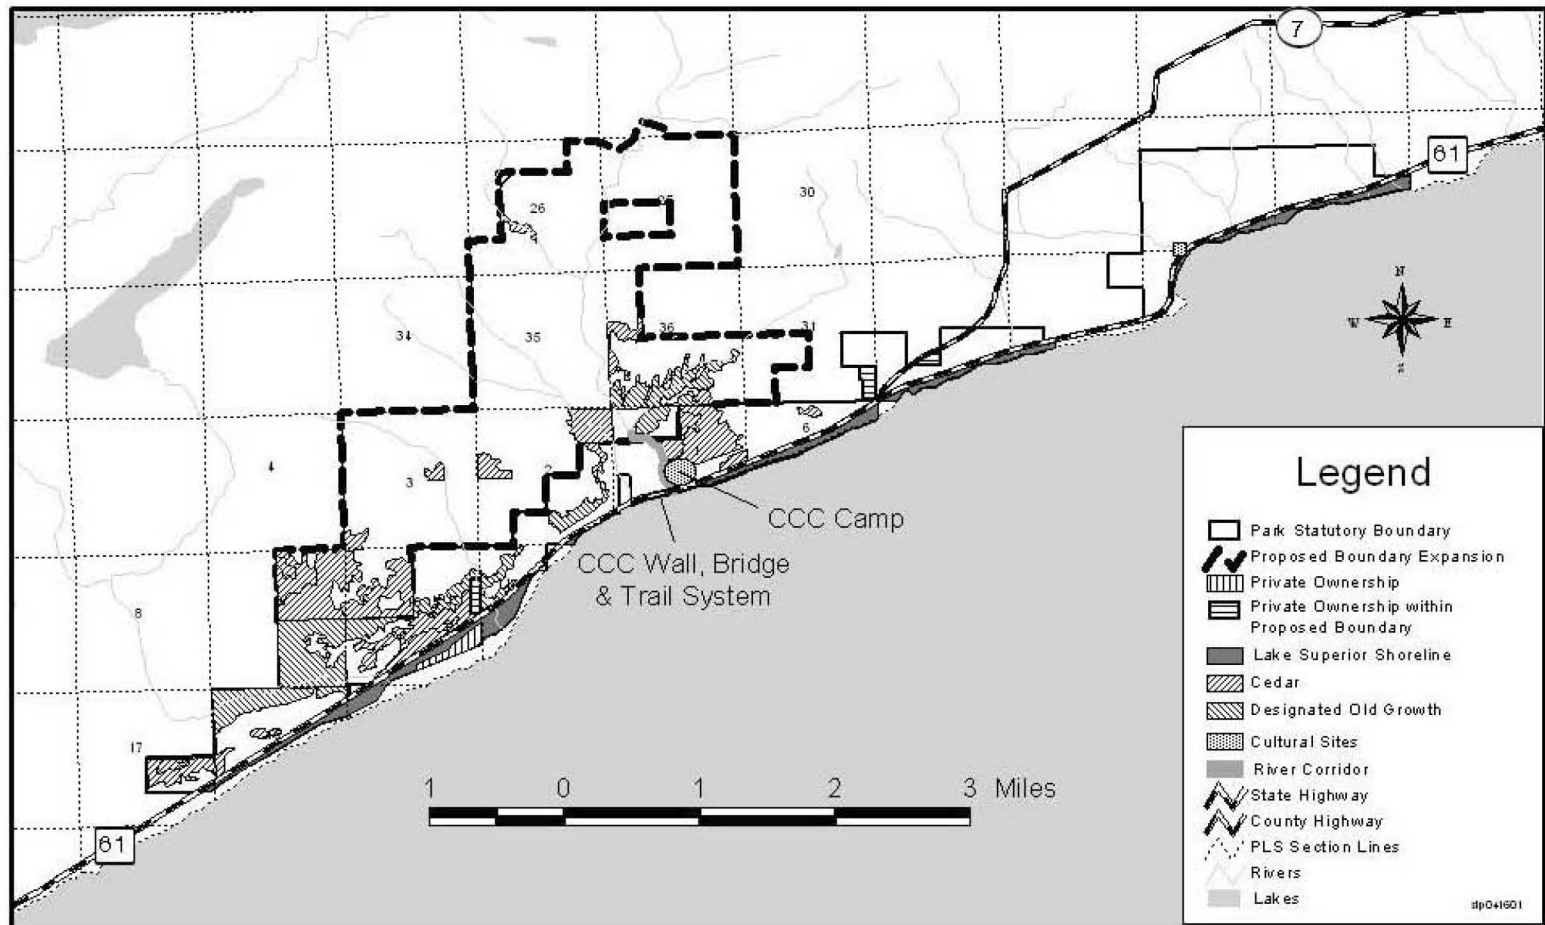 7
61
30
26
25
34
35
36
31
6
4
3
2
1
CCC Camp
CCC Wall, Bridge
& Trail System
8
17
61
N
W E
S
1 0 1 2 3 Miles
Legend
Park Statutory Boundary
Proposed Boundary Expansion
Private Ownership
Private Ownership within
Proposed Boundary
Lake Superior Shoreline
Cedar
Designated Old Growth
Cultural Sites
River Corridor
State Highway
County Highway
PLS Section Lines
Rivers
Lakes
slp041601